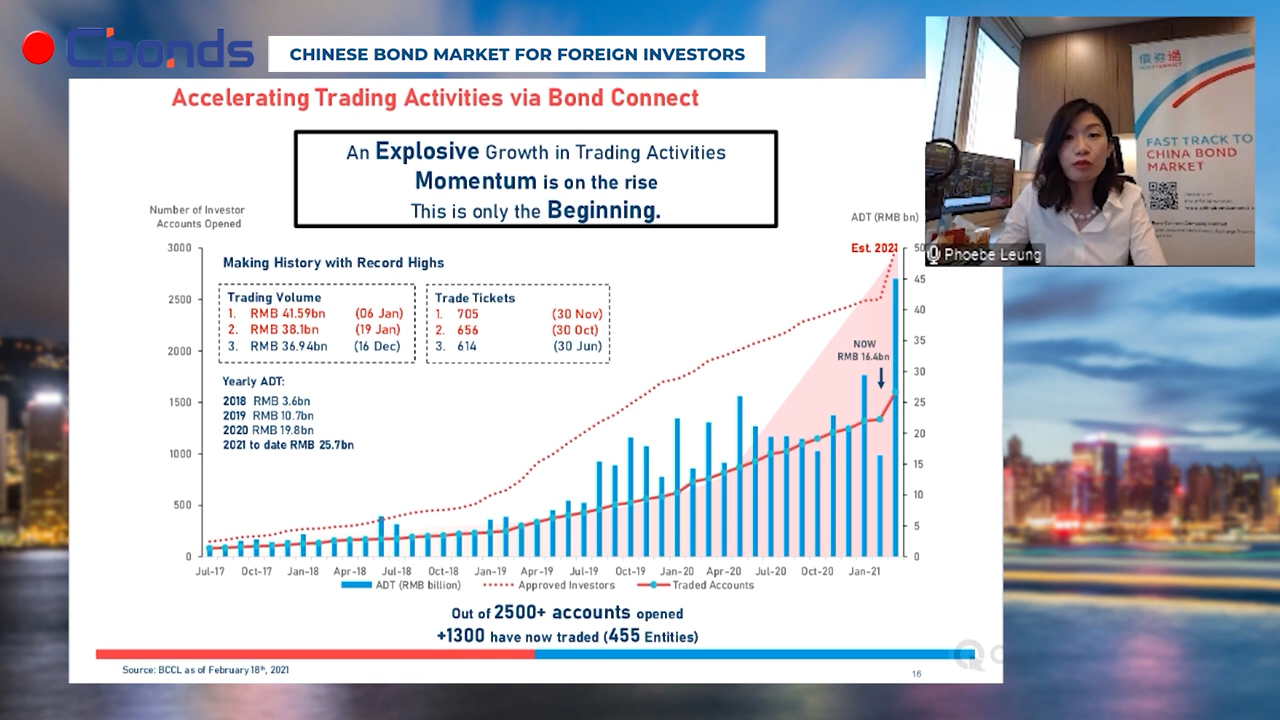 Cbonds
CHINESE BOND MARKET FOR FOREIGN INVESTORS
Accelerating Trading Activities via Bond Connect
An Explosive Growth in Trading Activities
Momentum is on the rise
This is only the Beginning.
Number of Investor
Accounts Opened
ADT (RMB bn)
Est. 2021
3000
2500
2000
1500
1000
500
0
50
45
40
35
30
25
20
15
10
5
0
Making History with Record Highs
Trading Volume
1. RMB 41.59bn (06 Jan)
2. RMB 38.1bn (19 Jan)
3. RMB 36.94bn (16 Dec)
Trade Tickets
1. 705 (30 Nov)
2. 656 (30 Oct)
3. 614 (30 Jun)
Yearly ADT:
2018 RMB 3.6bn
2019 RMB 10.7bn
2020 RMB 19.8bn
2021 to date RMB 25.7bn
NOW
RMB 16.4bn
Jul-17 Oct-17 Jan-18 Apr-18 Jul-18 Oct-18 Jan-19 Apr-19 Jul-19 Oct-19 Jan-20 Apr-20 Jul-20 Oct-20 Jan-21
ADT (RMB billion) Approved Investors Traded Accounts
Out of 2500+ accounts opened
+1300 have now traded (455 Entities)
Source: BCCL as of February 18th, 2021
16
債券通
FAST TRACK TO
CHINA BOND
MARKET
Phoebe Leung